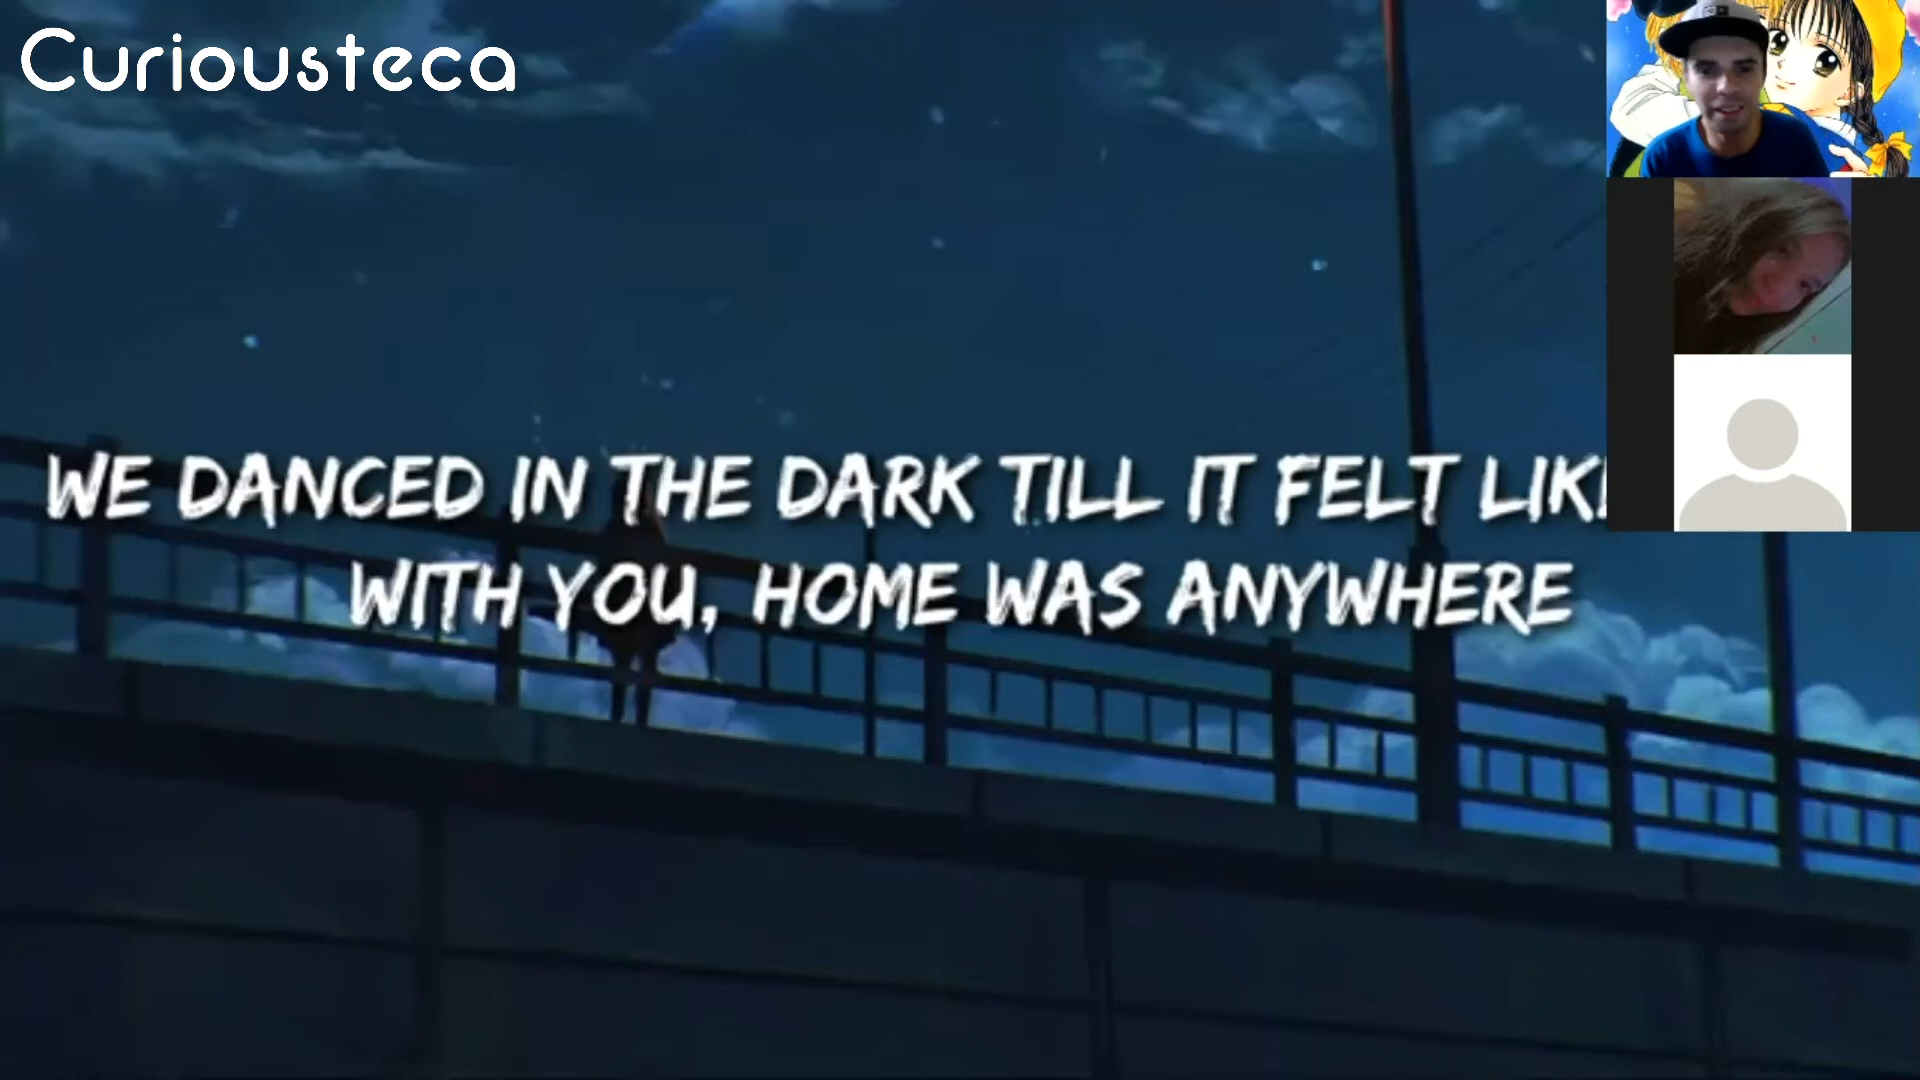 Curiousteca
WE DANCED IN THE DARK TILL IT FELT
WITH YOU, HOME WAS ANYWHERE